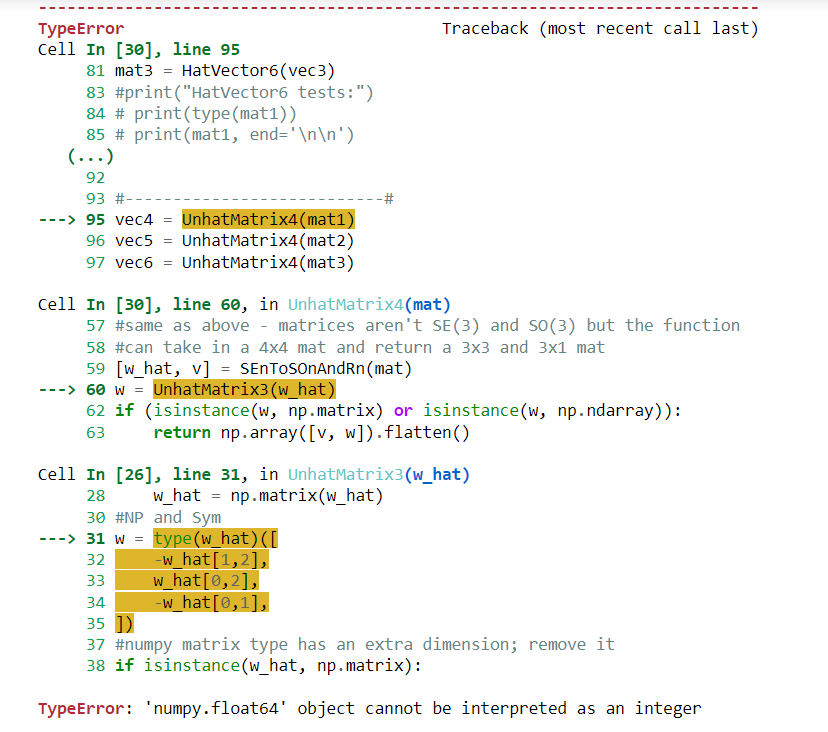 ---------------------------------------------------------------------------
TypeError                                 Traceback (most recent call last)
Cell In [30], line 95
     81 mat3 = HatVector6(vec3)
     83 #print("HatVector6 tests:")
     84 # print(type(mat1))
     85 # print(mat1, end='\n\n')
   (...)
     92
     93 #---------------------------#
---> 95 vec4 = UnhatMatrix4(mat1)
     96 vec5 = UnhatMatrix4(mat2)
     97 vec6 = UnhatMatrix4(mat3)

Cell In [30], line 60, in UnhatMatrix4(mat)
     57 #same as above - matrices aren't SE(3) and SO(3) but the function
     58 #can take in a 4x4 mat and return a 3x3 and 3x1 mat
     59 [w_hat, v] = SEnToSOnAndRn(mat)
---> 60 w = UnhatMatrix3(w_hat)
     62 if (isinstance(w, np.matrix) or isinstance(w, np.ndarray)):
     63     return np.array([v, w]).flatten()

Cell In [26], line 31, in UnhatMatrix3(w_hat)
     28     w_hat = np.matrix(w_hat)
     30 #NP and Sym
---> 31 w = type(w_hat)([
     32     -w_hat[1,2],
     33     w_hat[0,2],
     34     -w_hat[0,1],
     35 ])
     37 #numpy matrix type has an extra dimension; remove it
     38 if isinstance(w_hat, np.matrix):

TypeError: 'numpy.float64' object cannot be interpreted as an integer